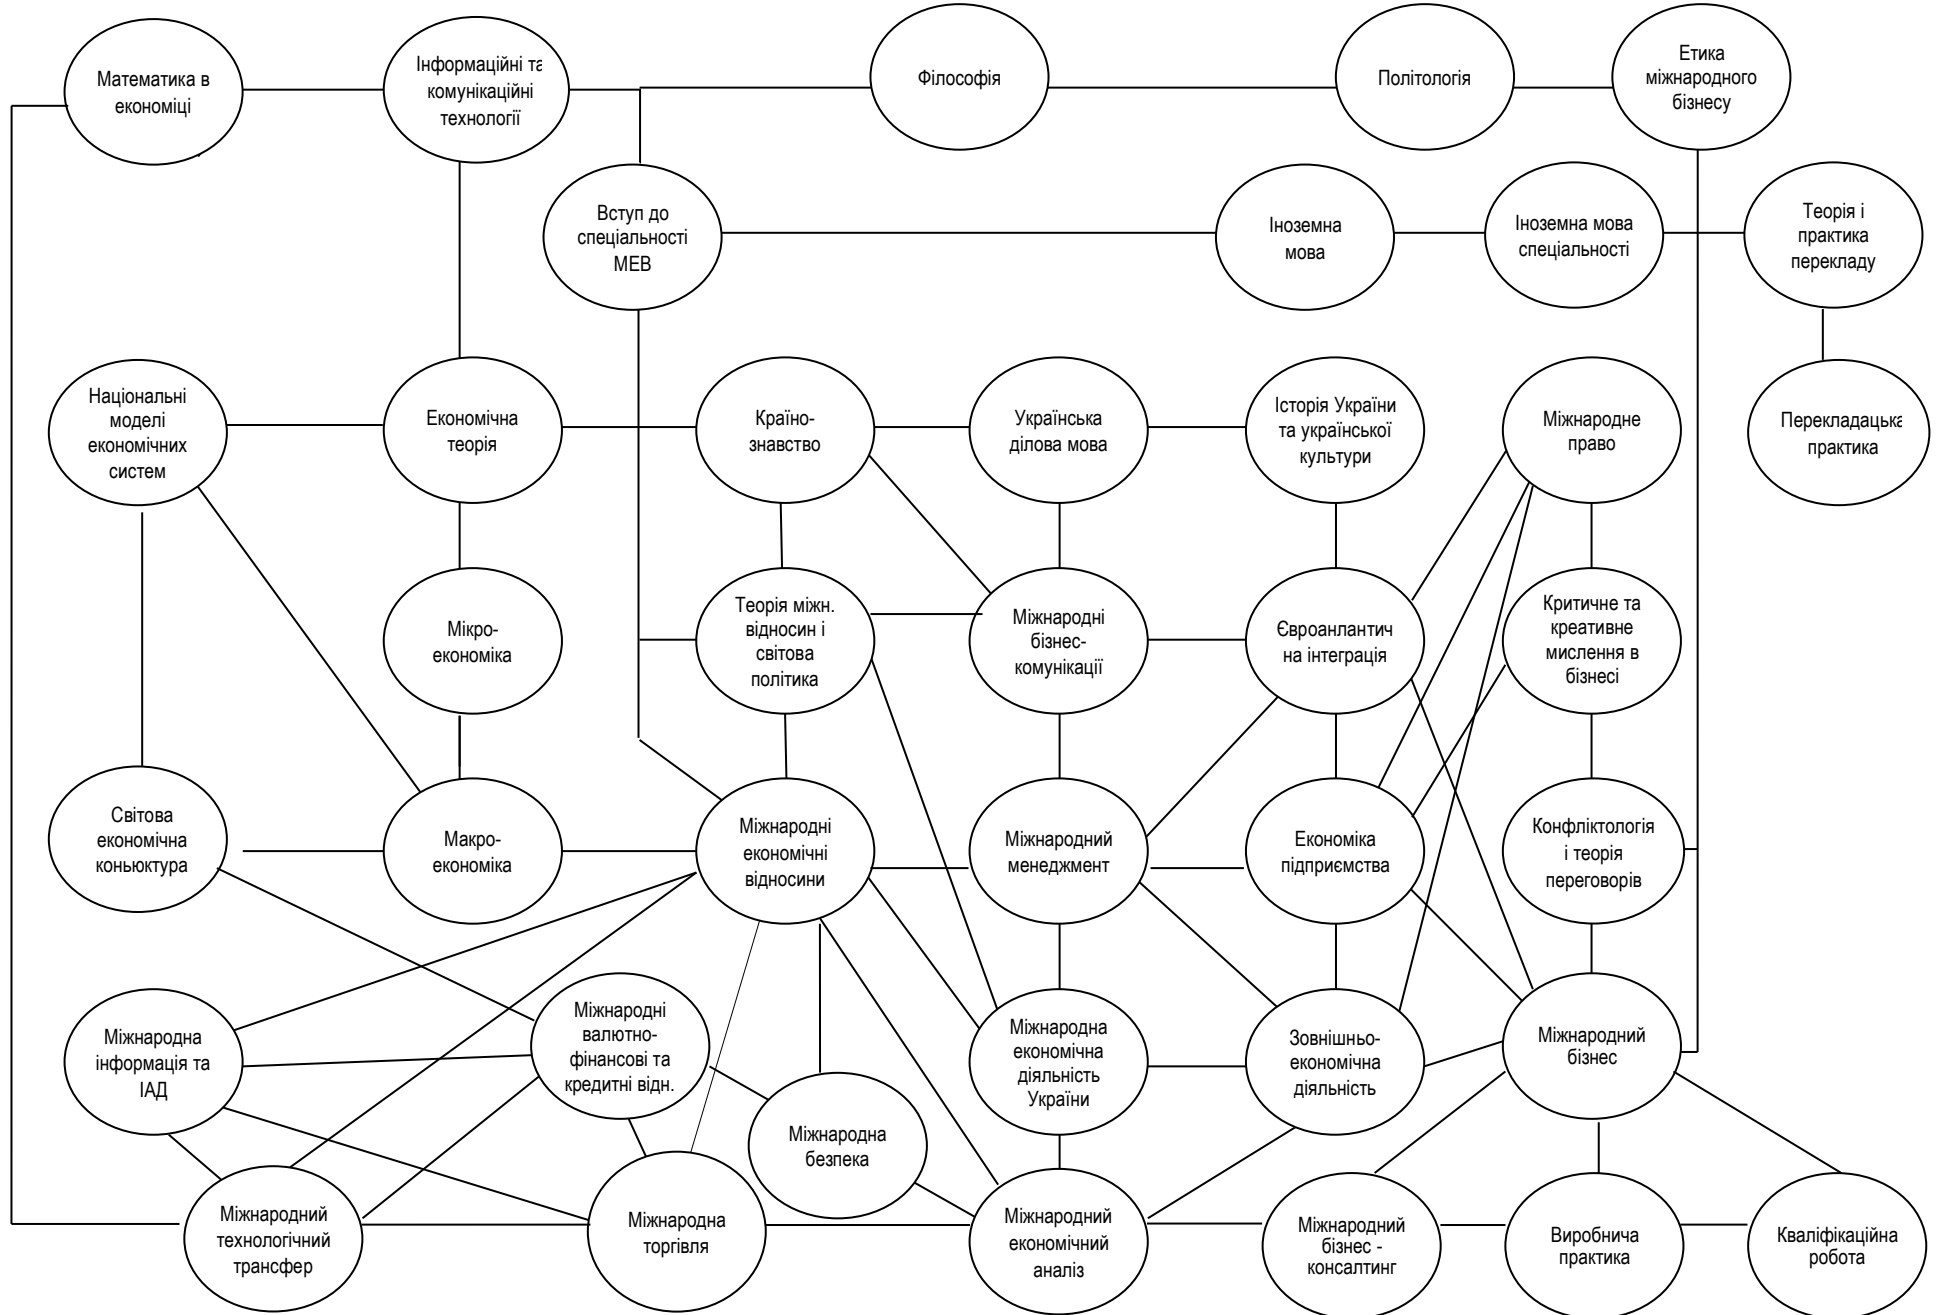 Математика в
економіці
Інформаційні та
комунікаційні
технології
Філософія
Політологія
Етика
міжнародного
бізнесу
Вступ до
спеціальності
МЕВ
Іноземна
мова
Іноземна мова
спеціальності
Теорія і
практика
перекладу
Національні
моделі
економічних
систем
Економічна
теорія
Країно-
знавство
Українська
ділова мова
Історія України
та української
культури
Міжнародне
право
Перекладацька
практика
Мікро-
економіка
Теорія міжн.
відносин і
світова
політика
Міжнародні
бізнес-
комунікації
Євроанлантич
на інтеграція
Критичне та
креативне
мислення в
бізнесі
Світова
економічна
коньюктура
Макро-
економіка
Міжнародні
економічні
відносини
Міжнародний
менеджмент
Економіка
підприємства
Конфліктологія
і теорія
переговорів
Міжнародна
інформація та
ІАД
Міжнародні
валютно-
фінансові та
кредитні відн.
Міжнародна
безпека
Міжнародна
економічна
діяльність
України
Зовнішньо-
економічна
діяльність
Міжнародний
бізнес
Міжнародний
технологічний
трансфер
Міжнародна
торгівля
Міжнародний
економічний
аналіз
Міжнародний
бізнес -
консалтинг
Виробнича
практика
Кваліфікаційна
робота